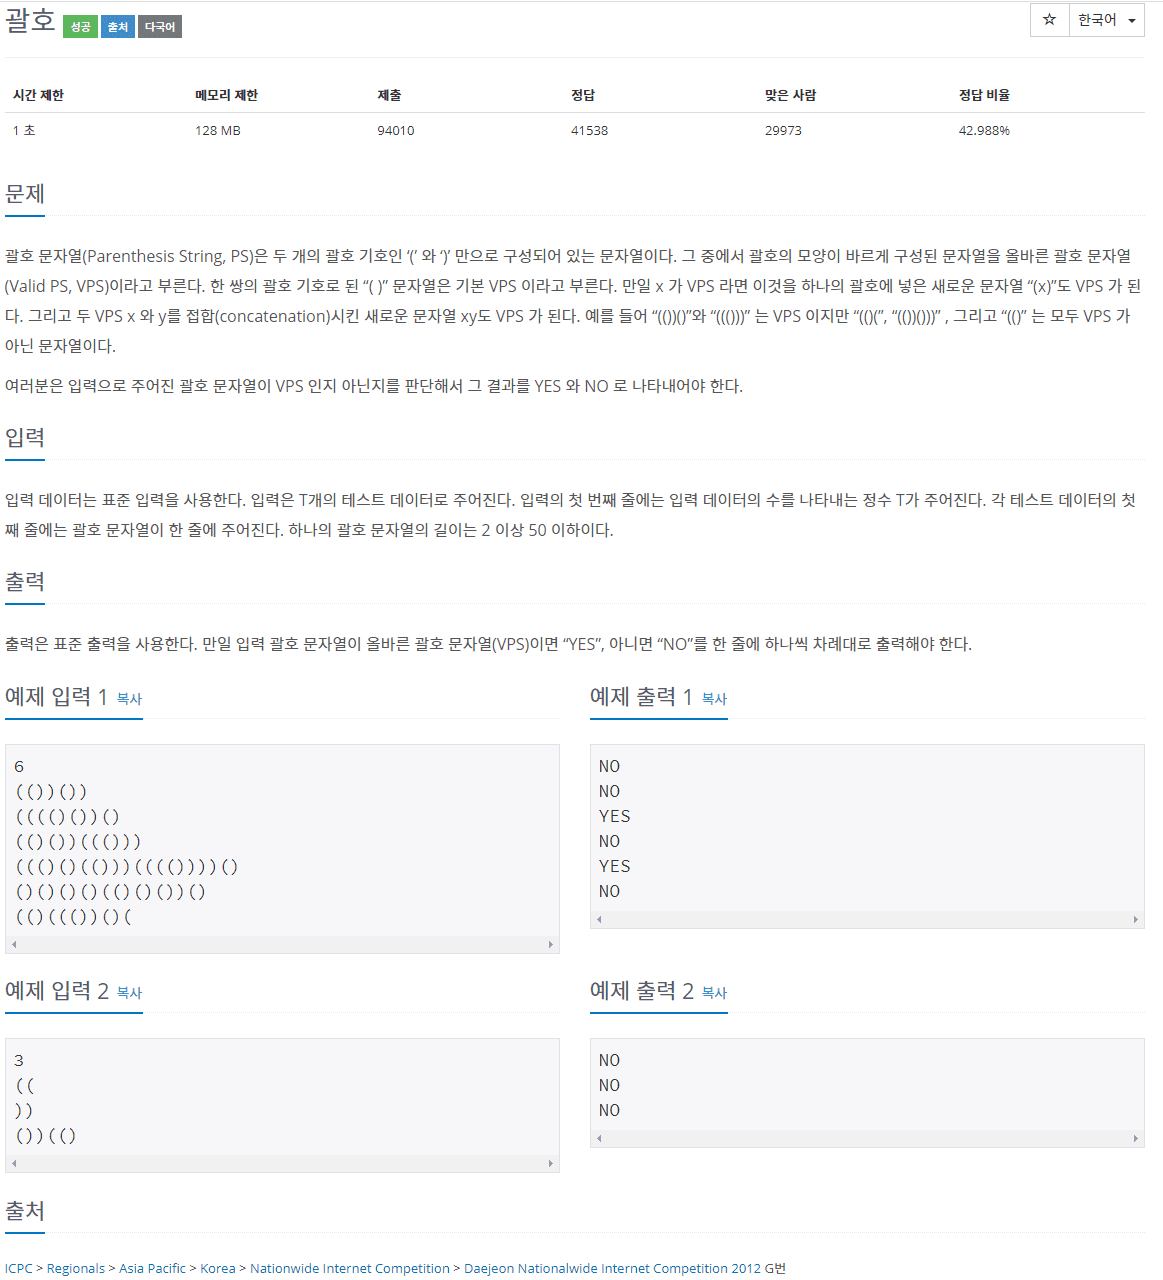 괄호 성공 출처 다국어
☆ 한국어
시간 제한 메모리 제한 제출 정답 맞은 사람 정답 비율
1 초 128 MB 94010 41538 29973 42.988%
문제
괄호 문자열(Parenthesis String, PS)은 두 개의 괄호 기호인 ‘(’ 와 ‘)’ 만으로 구성되어 있는 문자열이다. 그 중에서 괄호의 모양이 바르게 구성된 문자열을 올바른 괄호 문자열
(Valid PS, VPS)이라고 부른다. 한 쌍의 괄호 기호로 된 “( )” 문자열은 기본 VPS 이라고 부른다. 만일 x 가 VPS 라면 이것을 하나의 괄호에 넣은 새로운 문자열 “(x)”도 VPS 가 된
다. 그리고 두 VPS x 와 y를 접합(concatenation)시킨 새로운 문자열 xy도 VPS 가 된다. 예를 들어 “(())()”와 “((()))” 는 VPS 이지만 “(()(”, “(())()))” , 그리고 “(()” 는 모두 VPS 가
아닌 문자열이다.
여러분은 입력으로 주어진 괄호 문자열이 VPS 인지 아닌지를 판단해서 그 결과를 YES 와 NO 로 나타내어야 한다.
입력
입력 데이터는 표준 입력을 사용한다. 입력은 T개의 테스트 데이터로 주어진다. 입력의 첫 번째 줄에는 입력 데이터의 수를 나타내는 정수 T가 주어진다. 각 테스트 데이터의 첫
째 줄에는 괄호 문자열이 한 줄에 주어진다. 하나의 괄호 문자열의 길이는 2 이상 50 이하이다.
출력
출력은 표준 출력을 사용한다. 만일 입력 괄호 문자열이 올바른 괄호 문자열(VPS)이면 “YES”, 아니면 “NO”를 한 줄에 하나씩 차례대로 출력해야 한다.
예제 입력 1 복사
6
(())())
(((()())()
(()())((()))
((()()(()))(((())))()
()()()()(()()())()
(()((())()(
예제 출력 1 복사
NO
NO
YES
NO
YES
NO
예제 입력 2 복사
3
((
))
())(()
예제 출력 2 복사
NO
NO
NO
출처
ICPC > Regionals > Asia Pacific > Korea > Nationwide Internet Competition > Daejeon Nationalwide Internet Competition 2012 G번